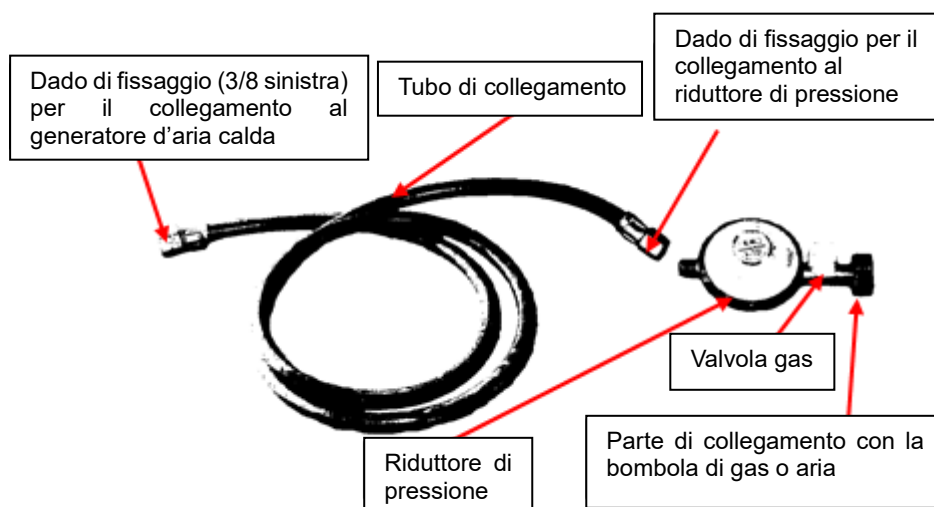 Dado di fissaggio (3/8 sinistra)
per il collegamento al
generatore d’aria calda
Tubo di collegamento
Dado di fissaggio per il
collegamento al
riduttore di pressione
Valvola gas
Riduttore di
pressione
Parte di collegamento con la
bombola di gas o aria